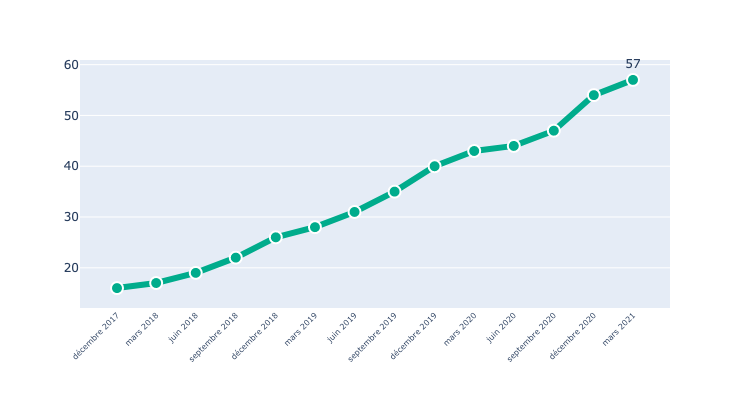 57
60
50
40
30
20
décembre 2017
mars 2018
juin 2018
septembre 2018
décembre 2018
mars 2019
juin 2019
septembre 2019
décembre 2019
mars 2020
juin 2020
septembre 2020
décembre 2020
mars 2021